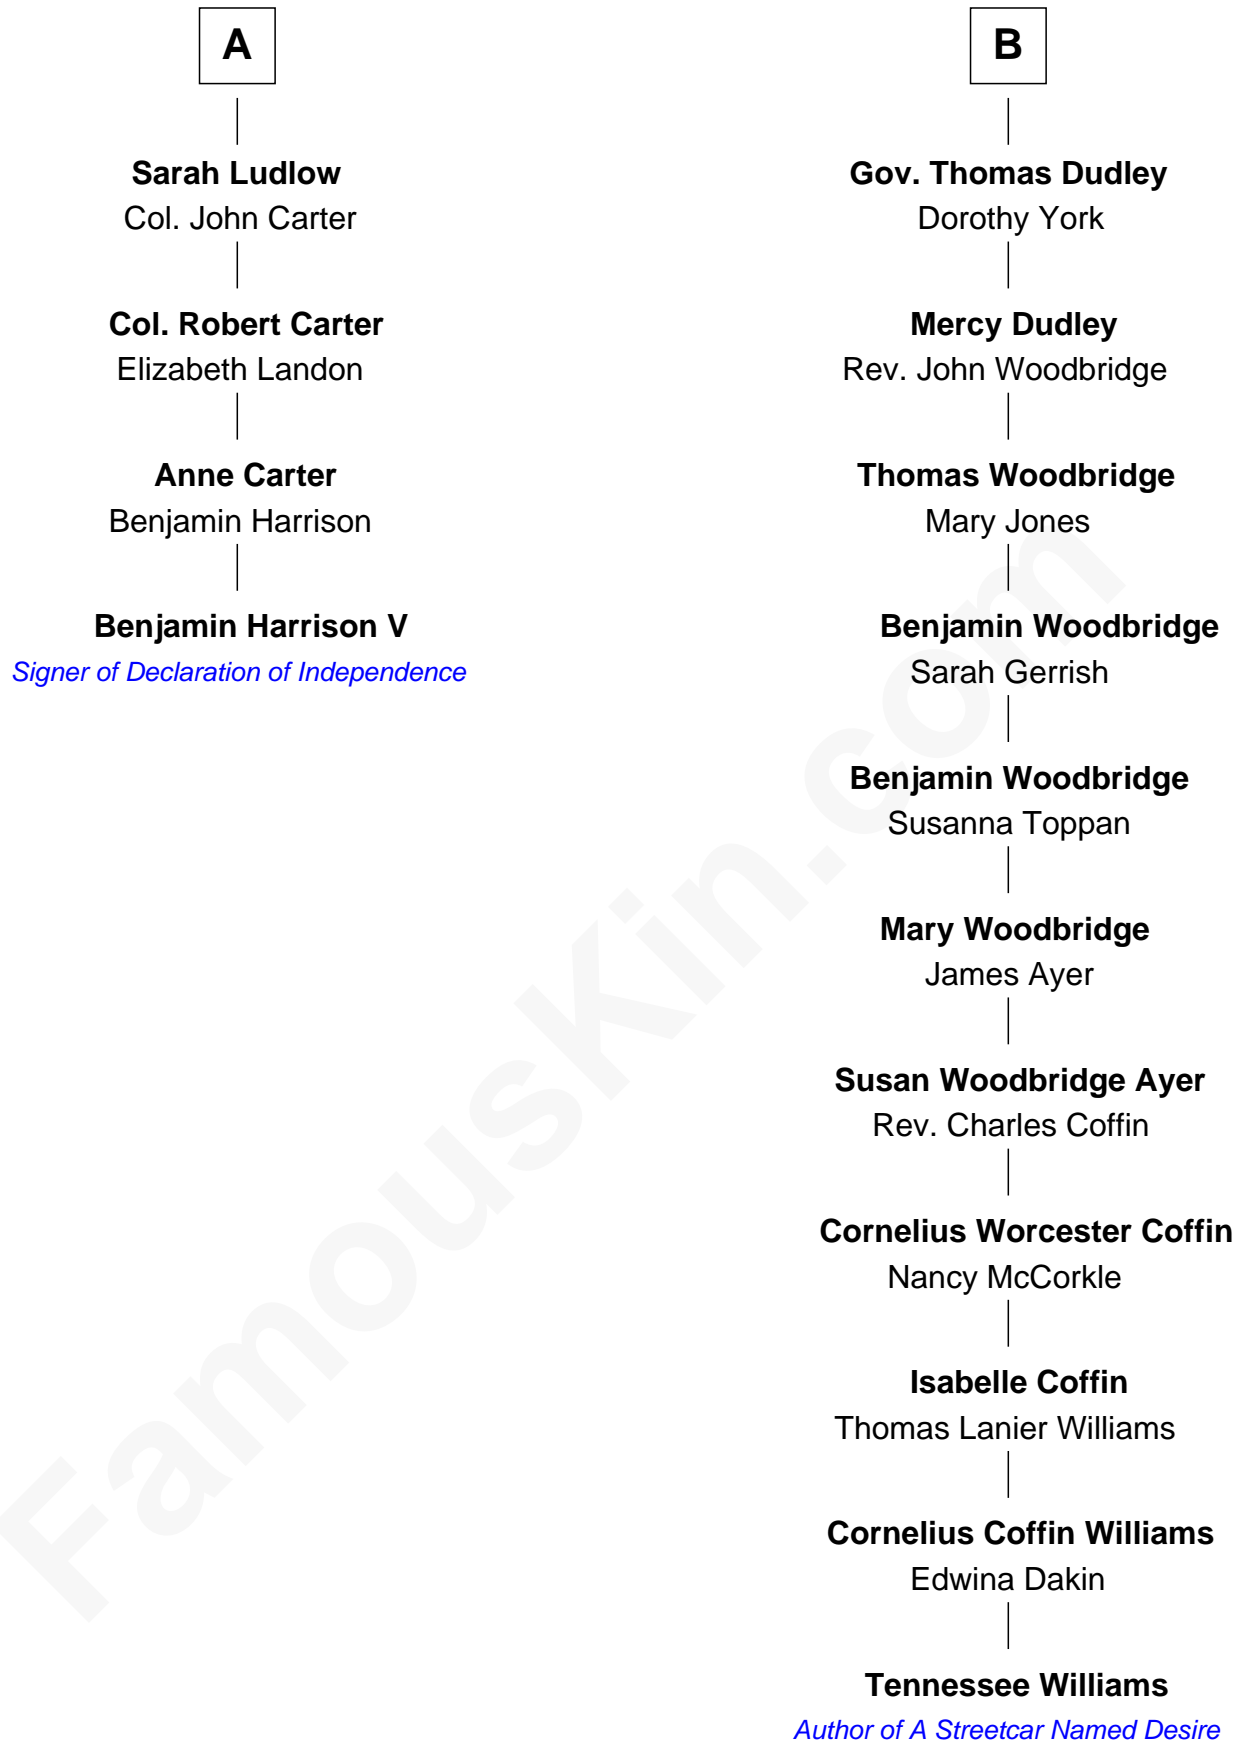 A
Sarah Ludlow
Col. John Carter
Col. Robert Carter
Elizabeth Landon
Anne Carter
Benjamin Harrison
Benjamin Harrison V
Signer of Declaration of Independence
B
Gov. Thomas Dudley
Dorothy York
Mercy Dudley
Rev. John Woodbridge
Thomas Woodbridge
Mary Jones
Benjamin Woodbridge
Sarah Gerrish
Benjamin Woodbridge
Susanna Toppan
Mary Woodbridge
James Ayer
Susan Woodbridge Ayer
Rev. Charles Coffin
Cornelius Worcester Coffin
Nancy McCorkle
Isabelle Coffin
Thomas Lanier Williams
Cornelius Coffin Williams
Edwina Dakin
Tennessee Williams
Author of A Streetcar Named Desire
FamousKin.com